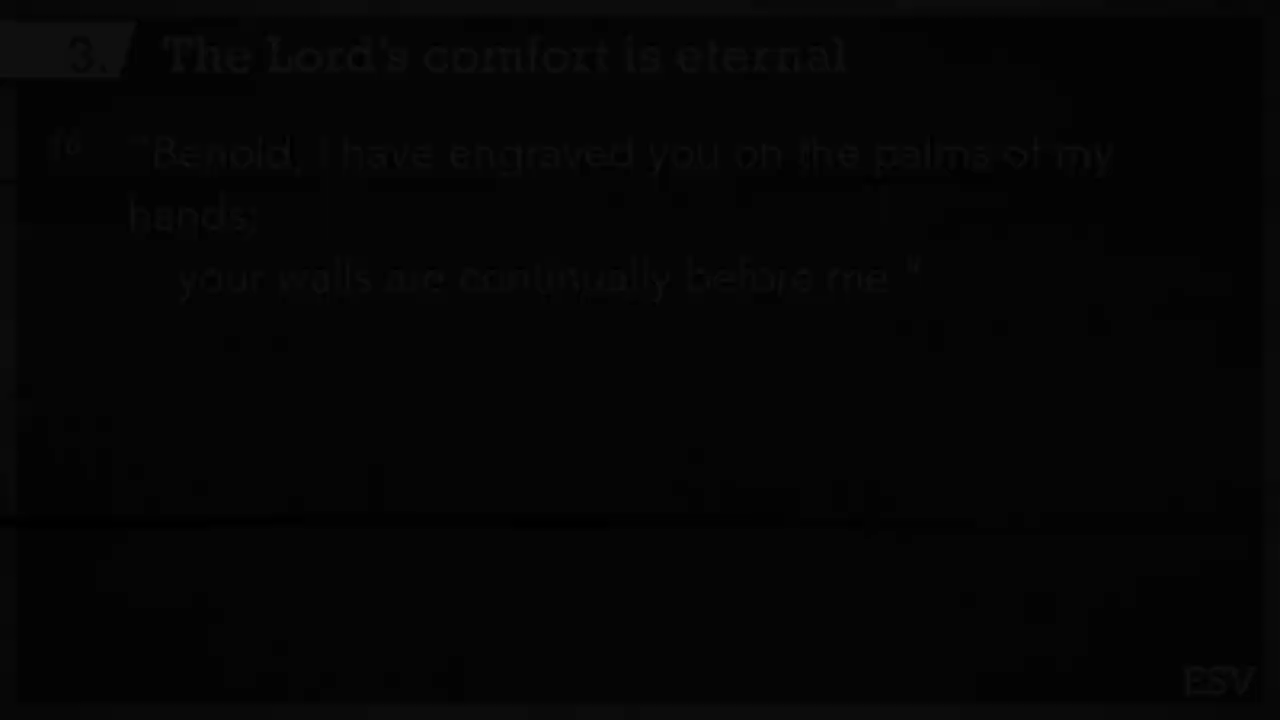 3. The Lord's comfort is eternal
16 "Behold, I have engraved you on the palms of my
hands;
your walls are continually before me."
ESV